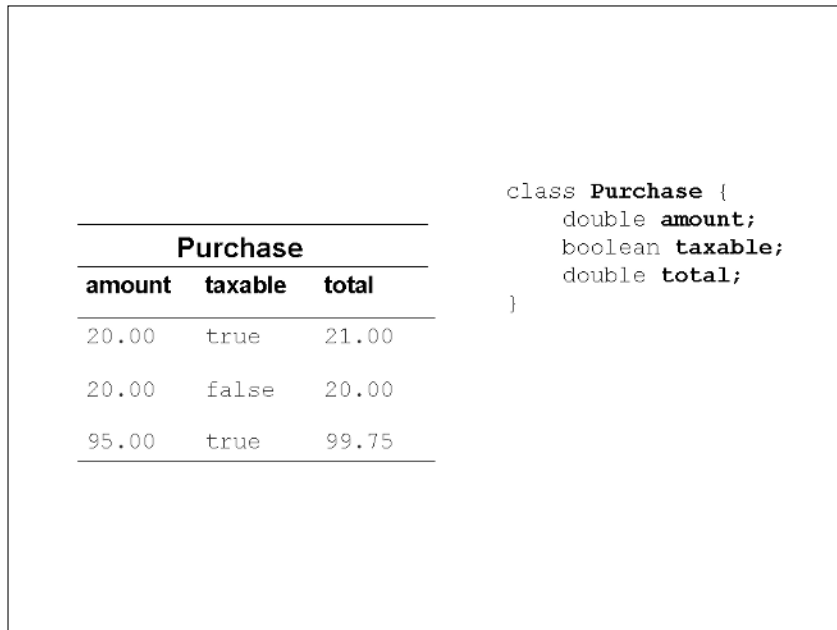 Purchase
amount taxable total
20.00 true 21.00
20.00 false 20.00
95.00 true 99.75
class Purchase {
double amount;
boolean taxable;
double total;
}